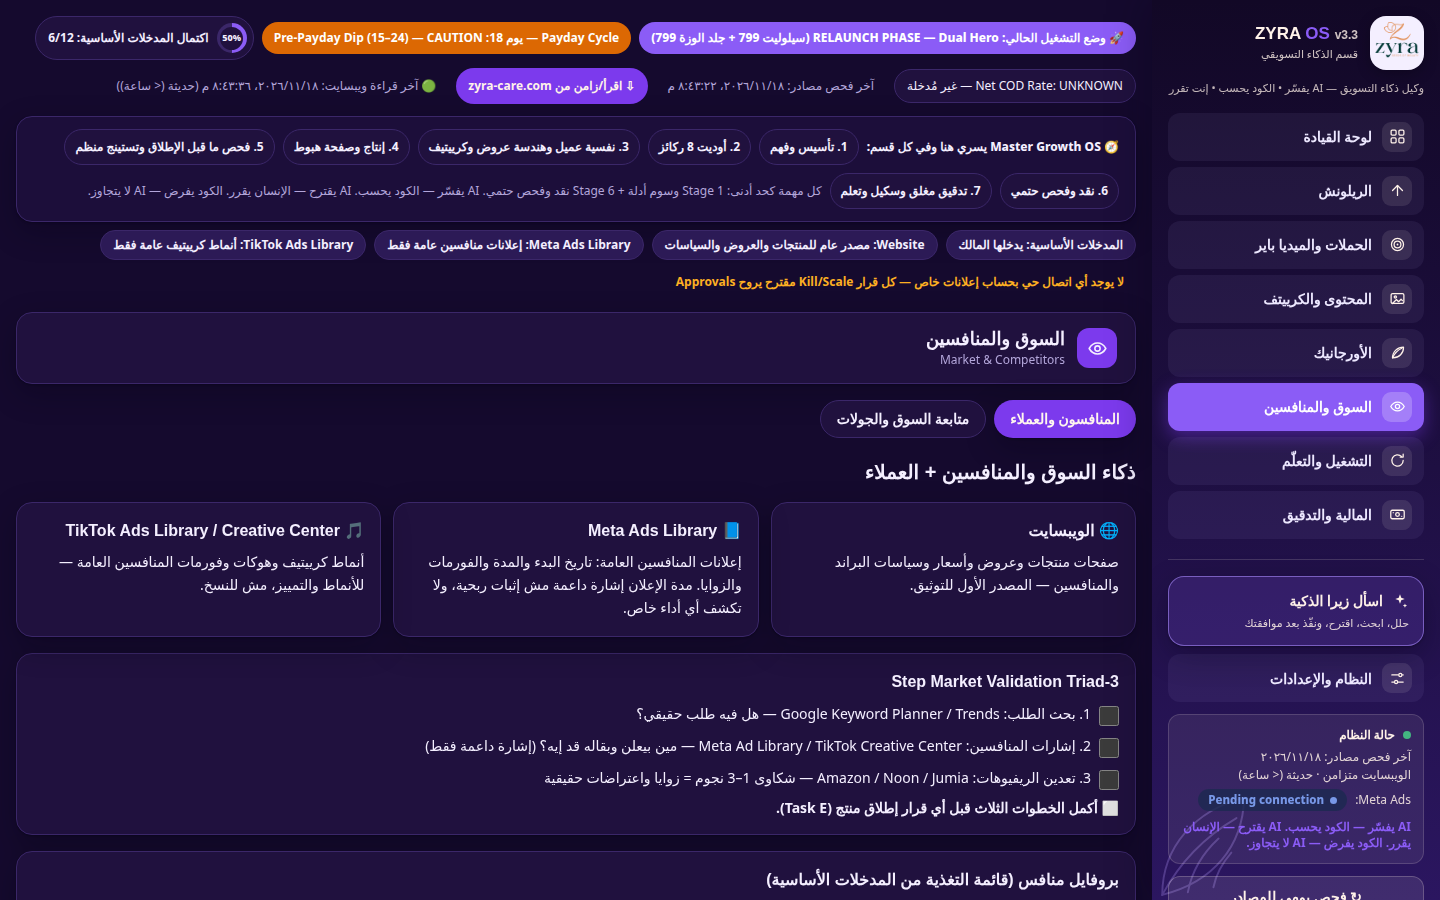 ZYRA OS v3.3
قسم الذكاء التسويقي
zyra
وكيل ذكاء التسويق • AI يفسّر • الكود يحسب • إنت تقرر
لوحة القيادة
الريلونش
الحملات والميديا باير
المحتوى والكرييتف
الأورجانيك
السوق والمنافسين
التشغيل والتعلّم
المالية والتدقيق
اسأل زيرا الذكية
حلل، ابحث، اقترح، ونفّذ بعد موافقتك
النظام والإعدادات
حالة النظام
آخر فحص مصادر: ٢٠٢٦/١١/١٨
الويبسايت متزامن · حديثة (< ساعة)
Meta Ads: Pending connection
AI يفسّر — الكود يحسب. AI يقترح — الإنسان
يقرر. الكود يفرض — AI لا يتجاوز.
↻ فحص يومي للمصادر
🚀 وضع التشغيل الحالي: RELAUNCH PHASE — Dual Hero (سيلوليت 799 + جلد الوزة 799)
Payday Cycle — يوم 18: Pre-Payday Dip (15–24) — CAUTION
50% اكتمال المدخلات الأساسية: 6/12
Net COD Rate: UNKNOWN — غير مُدخلة
آخر فحص مصادر: ٢٠٢٦/١١/١٨، ٨:٤٣:٢٢ م
⇩ اقرأ/زامن من zyra-care.com
🟢 آخر قراءة ويبسايت: ٢٠٢٦/١١/١٨، ٨:٤٣:٣٦ م (حديثة (< ساعة))
🧭 Master Growth OS يسري هنا وفي كل قسم:
1. تأسيس وفهم
2. أوديت 8 ركائز
3. نفسية عميل وهندسة عروض وكرييتف
4. إنتاج وصفحة هبوط
5. فحص ما قبل الإطلاق وتستينج منظم
6. نقد وفحص حتمي
7. تدقيق مغلق وسكيل وتعلم
كل مهمة كحد أدنى: Stage 1 وسوم أدلة + Stage 6 نقد وفحص حتمي. AI يفسّر — الكود يحسب. AI يقترح — الإنسان يقرر. الكود يفرض — AI لا يتجاوز.
المدخلات الأساسية: يدخلها المالك
Website: مصدر عام للمنتجات والعروض والسياسات
Meta Ads Library: إعلانات منافسين عامة فقط
TikTok Ads Library: أنماط كرييتيف عامة فقط
لا يوجد أي اتصال حي بحساب إعلانات خاص — كل قرار Kill/Scale مقترح يروح Approvals
السوق والمنافسين
Market & Competitors
المنافسون والعملاء
متابعة السوق والجولات
ذكاء السوق والمنافسين + العملاء
🌐 الويبسايت
صفحات منتجات وعروض وأسعار وسياسات البراند
والمنافسين — المصدر الأول للتوثيق.
📘 Meta Ads Library
إعلانات المنافسين العامة: تاريخ البدء والمدة والفورمات
والزوايا. مدة الإعلان إشارة داعمة مش إثبات ربحية، ولا
تكشف أي أداء خاص.
🎵 TikTok Ads Library / Creative Center
أنماط كرييتيف وهوكات وفورمات المنافسين العامة —
للأنماط والتمييز، مش للنسخ.
Step Market Validation Triad-3
1. بحث الطلب: Google Keyword Planner / Trends — هل فيه طلب حقيقي؟
2. إشارات المنافسين: Meta Ad Library / TikTok Creative Center — مين بيعلن وبقاله قد إيه؟ (إشارة داعمة فقط)
3. تعدين الريفيوهات: Amazon / Noon / Jumia — شكاوى 1–3 نجوم = زوايا واعتراضات حقيقية
⬜ أكمل الخطوات الثلاث قبل أي قرار إطلاق منتج (Task E).
بروفايل منافس (قائمة التغذية من المدخلات الأساسية)